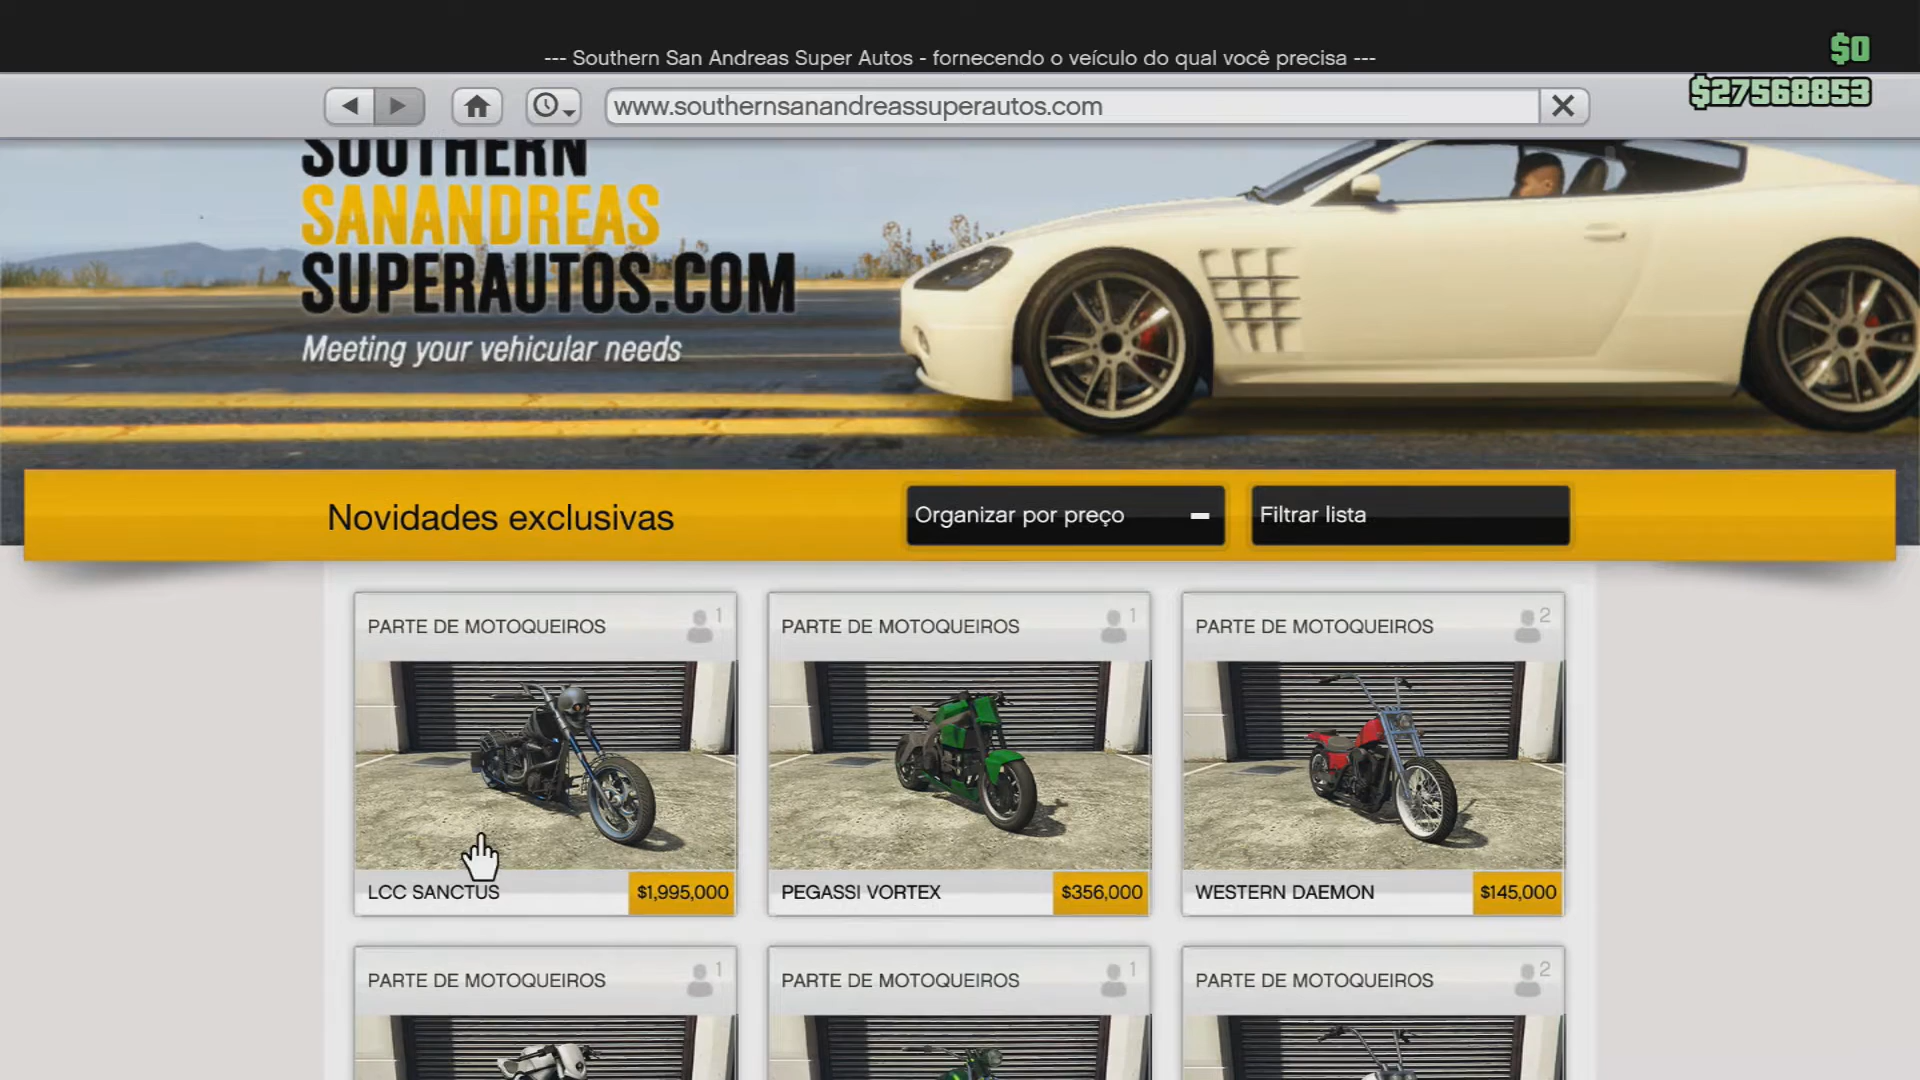 --- Southern San Andreas Super Autos - fornecendo o veículo do qual você precisa ---
$0
$27568853
www.southernsanandreassuperautos.com
SOUTHERN
SANANDREAS
SUPERAUTOS.COM
Meeting your vehicular needs
Novidades exclusivas
Organizar por preço
Filtrar lista
PARTE DE MOTOQUEIROS 1
PARTE DE MOTOQUEIROS 1
PARTE DE MOTOQUEIROS 2
LCC SANCTUS $1,995,000
PEGASSI VORTEX $356,000
WESTERN DAEMON $145,000
PARTE DE MOTOQUEIROS 1
PARTE DE MOTOQUEIROS 1
PARTE DE MOTOQUEIROS 2